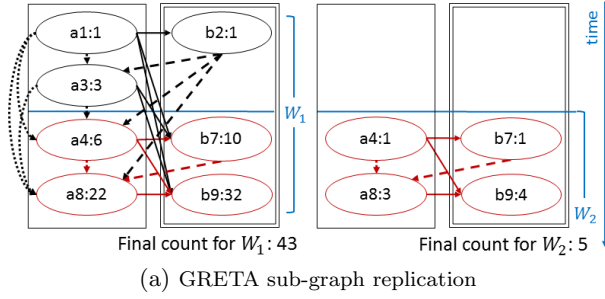 a1:1
b2:1
a3:3
W₁
a4:6
b7:10
a8:22
b9:32
Final count for W₁: 43
time
a4:1
b7:1
a8:3
b9:4
W₂
Final count for W₂: 5
(a) GRETA sub-graph replication